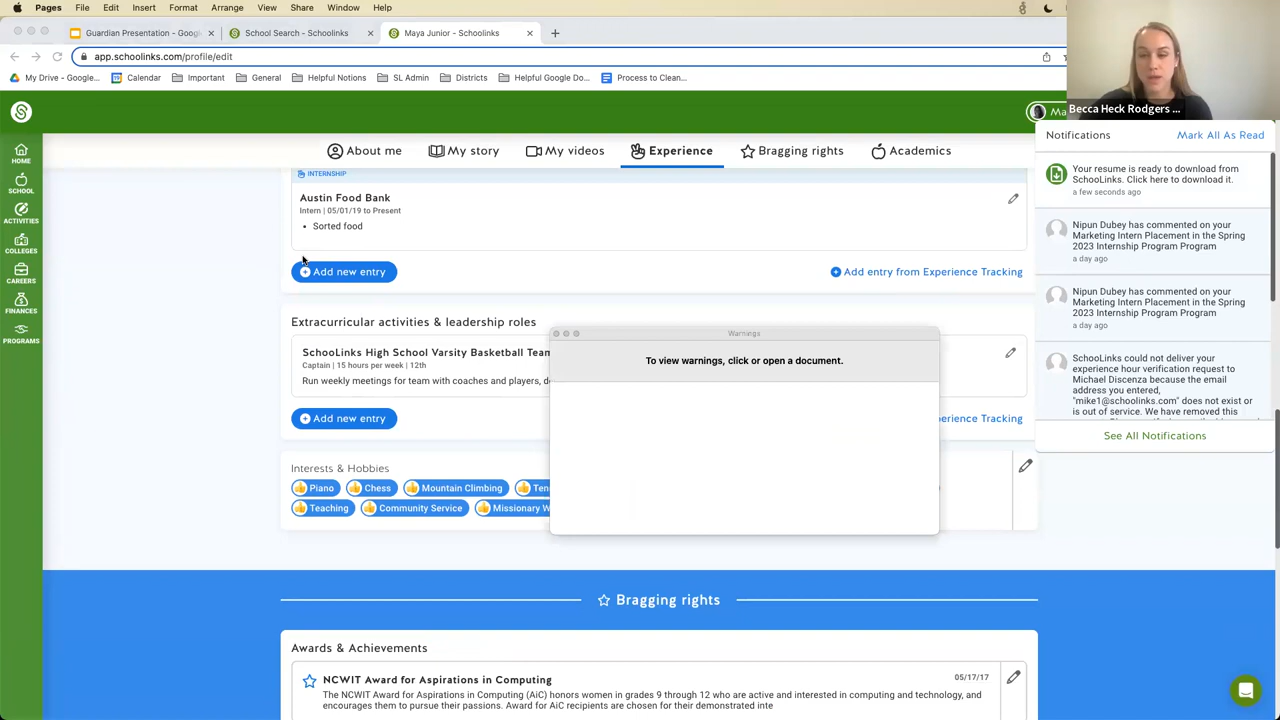 Pages File Edit Insert Format Arrange View Share Window Help
Guardian Presentation - Googl School Search - Schoolinks Maya Junior - Schoolinks
app.schoolinks.com/profile/edit
My Drive - Google... Calendar Important General Helpful Notions SL Admin Districts Helpful Google Do... Process to Clean...
Becca Heck Rodgers ...
Ma
Notifications Mark All As Read
About me My story My videos Experience Bragging rights Academics
HOME
SCHOOL
ACTIVITIES
COLLEGES
CAREERS
FINANCES
PROGRAMS
INTERNSHIP
Austin Food Bank
Intern | 05/01/19 to Present
• Sorted food
Add new entry Add entry from Experience Tracking
Extracurricular activities & leadership roles
SchooLinks High School Varsity Basketball Team
Captain | 15 hours per week | 12th
Run weekly meetings for team with coaches and players, d
Add new entry perience Tracking
Interests & Hobbies
Piano Chess Mountain Climbing Ten
Teaching Community Service Missionary W
Warnings
To view warnings, click or open a document.
Your resume is ready to download from
SchooLinks. Click here to download it.
a few seconds ago
Nipun Dubey has commented on your
Marketing Intern Placement in the Spring
2023 Internship Program Program
a day ago
Nipun Dubey has commented on your
Marketing Intern Placement in the Spring
2023 Internship Program Program
a day ago
SchooLinks could not deliver your
experience hour verification request to
Michael Discenza because the email
address you entered,
"mike1@schoolinks.com" does not exist or
is out of service. We have removed this
See All Notifications
Bragging rights
Awards & Achievements
NCWIT Award for Aspirations in Computing 05/17/17
The NCWIT Award for Aspirations in Computing (AiC) honors women in grades 9 through 12 who are active and interested in computing and technology, and
encourages them to pursue their passions. Award for AiC recipients are chosen for their demonstrated inte